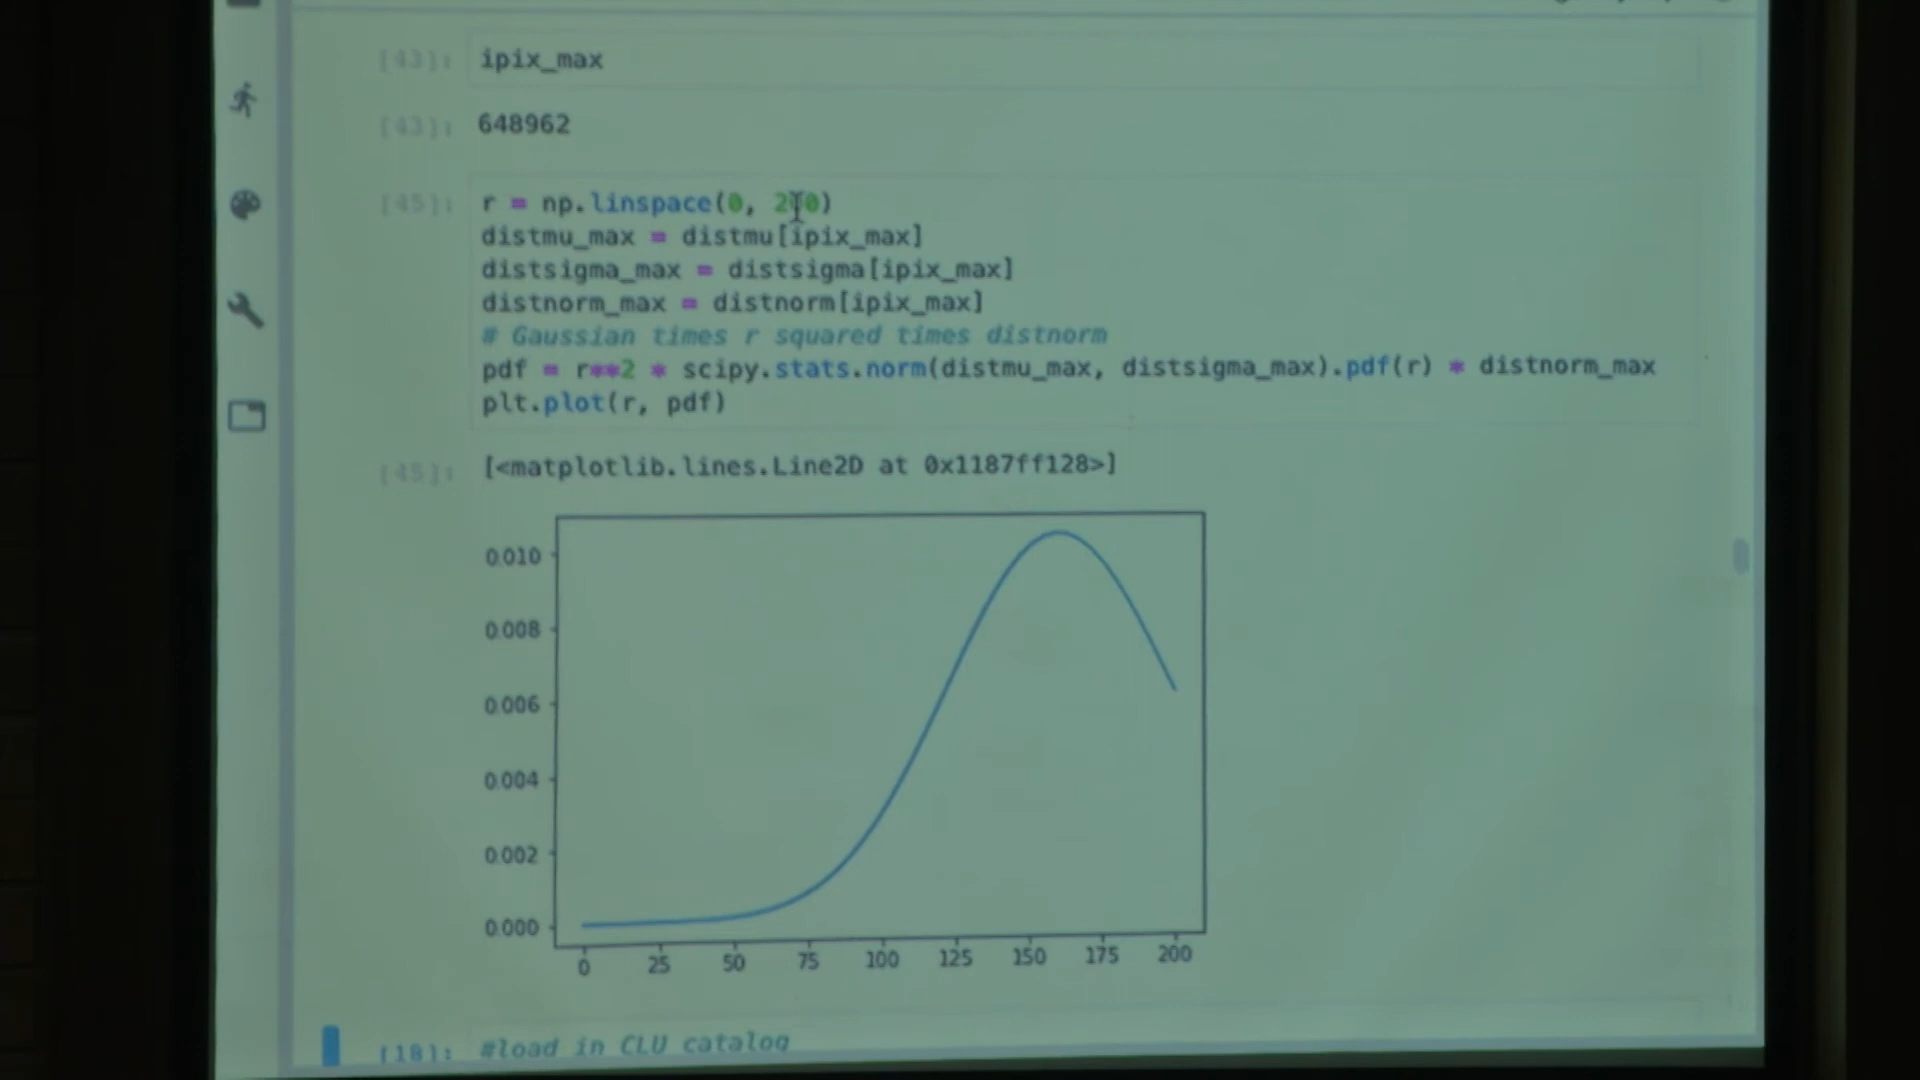 [43]: ipix_max
[43]: 648962
[45]: r = np.linspace(0, 200)
distmu_max = distmu[ipix_max]
distsigma_max = distsigma[ipix_max]
distnorm_max = distnorm[ipix_max]
# Gaussian times r squared times distnorm
pdf = r**2 * scipy.stats.norm(distmu_max, distsigma_max).pdf(r) * distnorm_max
plt.plot(r, pdf)
[45]: [<matplotlib.lines.Line2D at 0x1187ff128>]
0.010
0.008
0.006
0.004
0.002
0.000
0 25 50 75 100 125 150 175 200
[18]: #load in CLU catalog